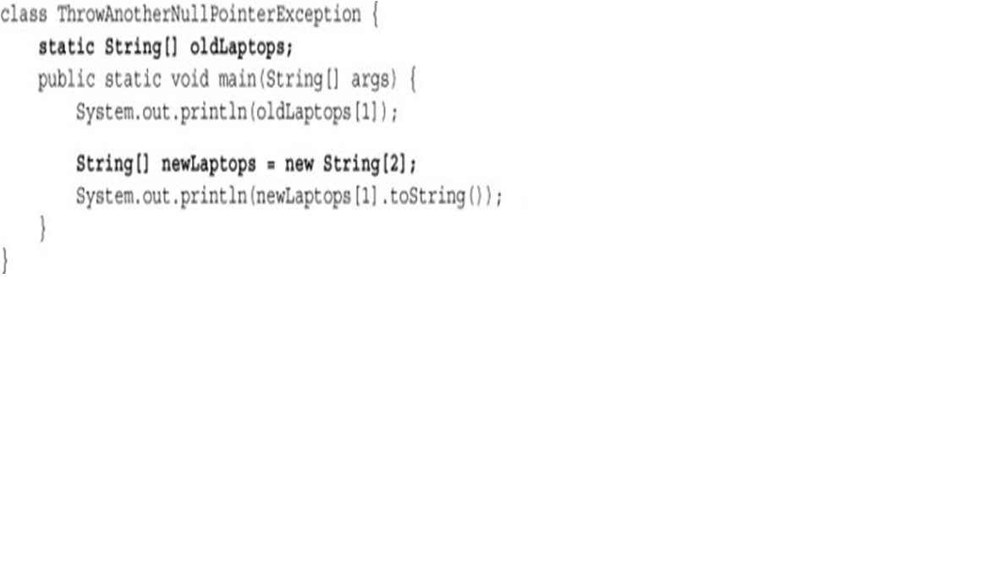 class ThrowAnotherNullPointerException {
static String[] oldLaptops;
public static void main(String[] args) {
System.out.println(oldLaptops[1]);
String[] newLaptops = new String[2];
System.out.println(newLaptops[1].toString());
}
}